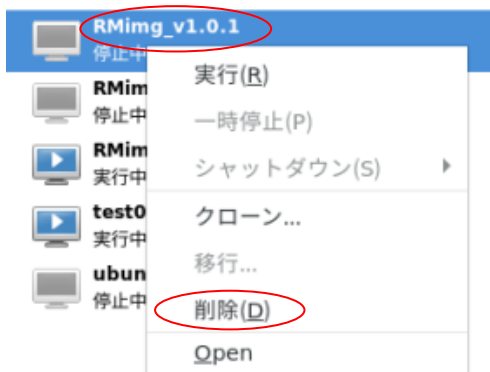 RMimg_v1.0.1
停止中
実行(R)
RMim
停止中
一時停止(P)
RMim
実行中
シャットダウン(S)
test0
実行中
クローン...
移行...
ubun
停止中
削除(D)
Open